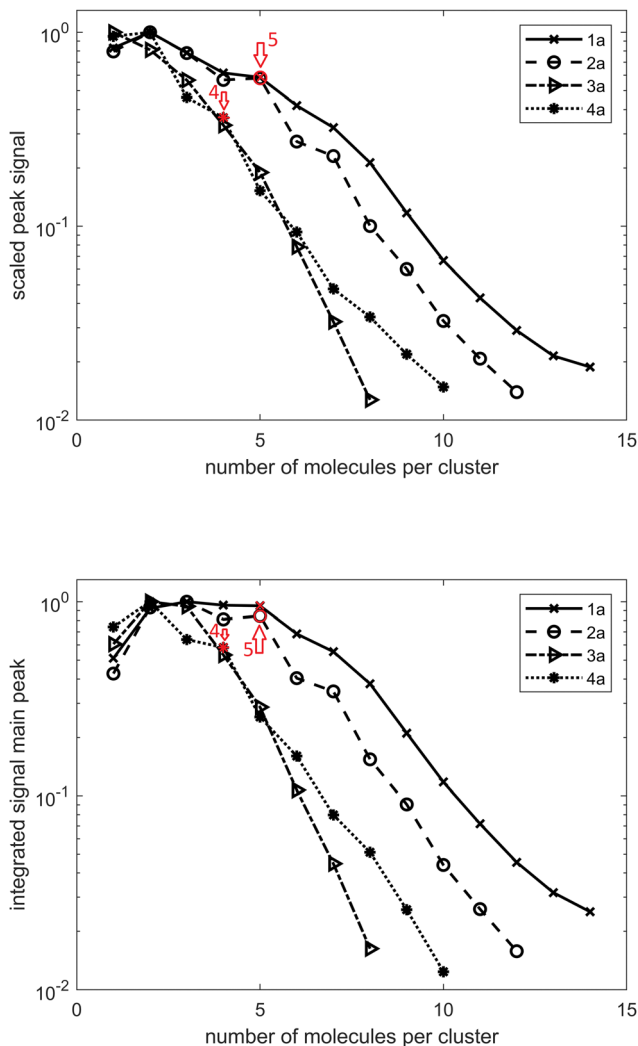 10^0
10^-1
10^-2
scaled peak signal
4
5
1a
2a
3a
4a
0
5
10
15
number of molecules per cluster
10^0
10^-1
10^-2
integrated signal main peak
4
5
1a
2a
3a
4a
0
5
10
15
number of molecules per cluster